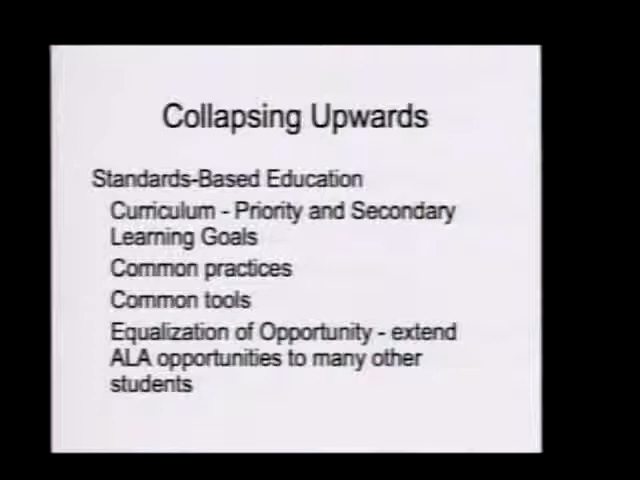 Collapsing Upwards
Standards-Based Education
Curriculum - Priority and Secondary
Learning Goals
Common practices
Common tools
Equalization of Opportunity - extend
ALA opportunities to many other
students